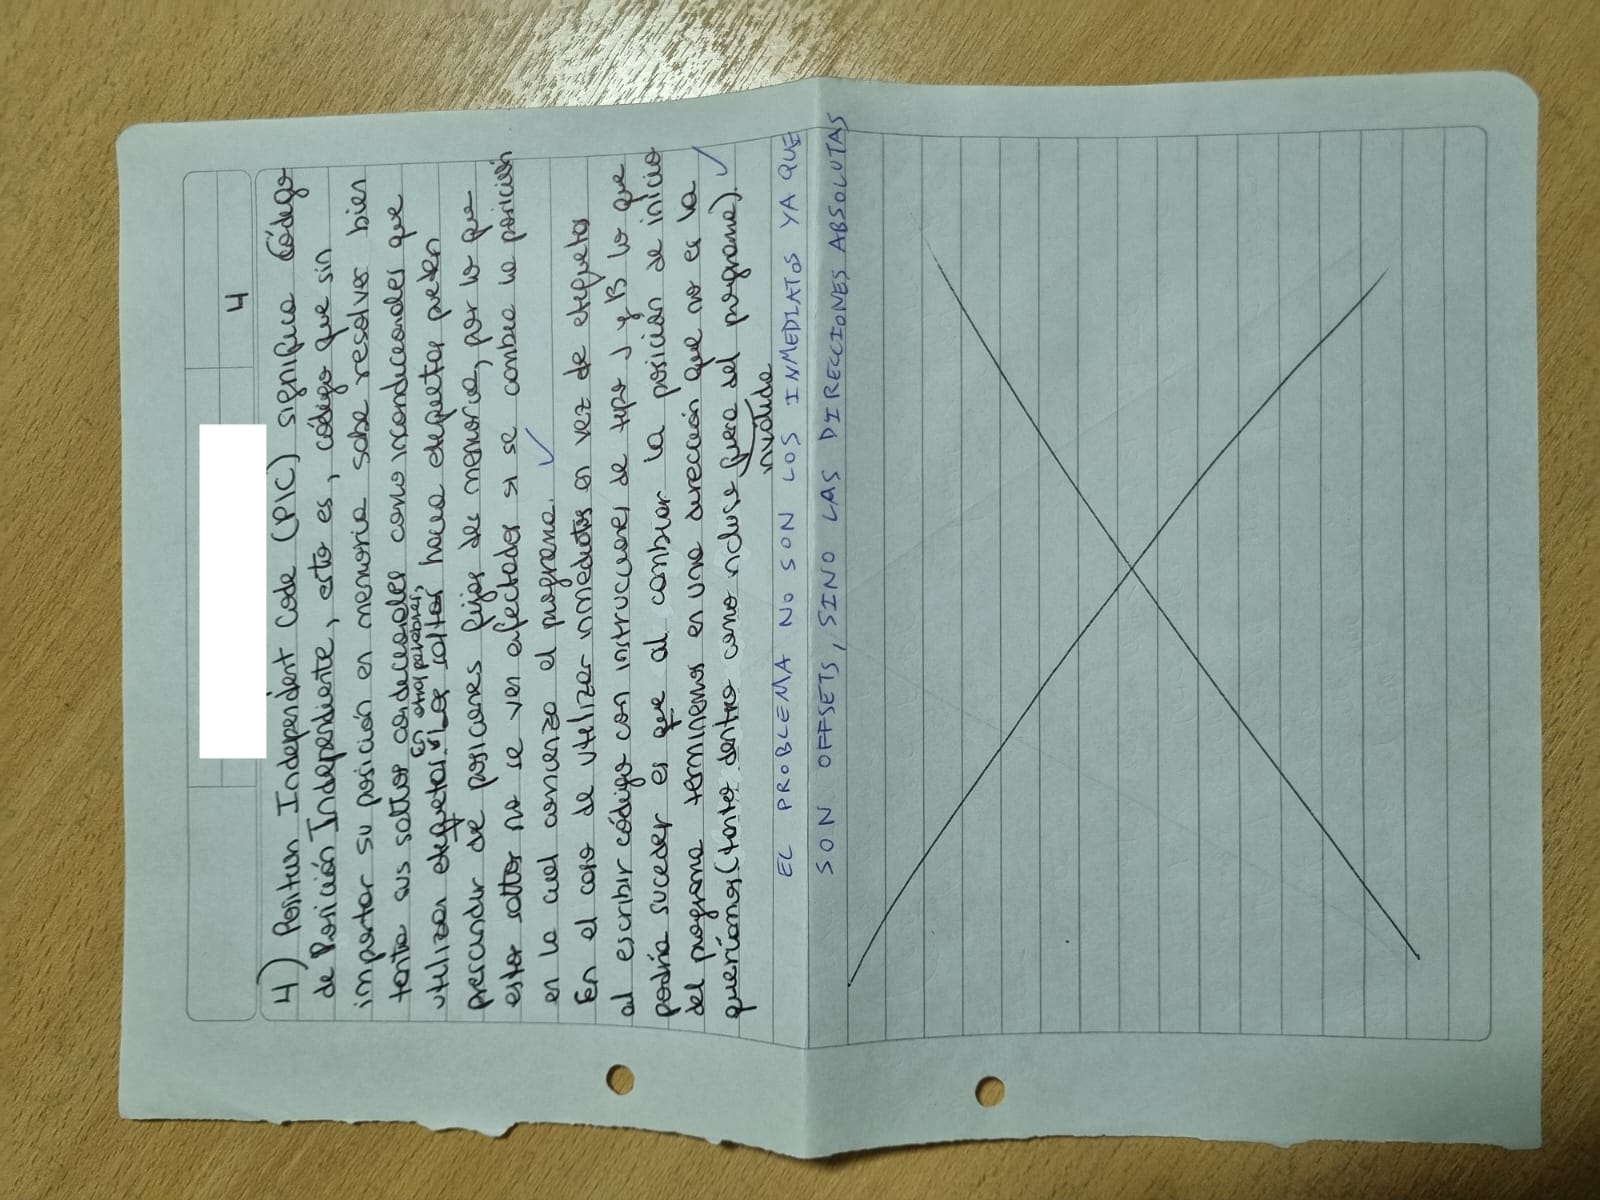 4
4) Position Independent Code (PIC) significa Código
de Posición Independiente, esto es, código que sin
importar su posición en memoria sabe resolver bien
tanto sus saltos condicionales como incondicionales que
utilizan etiquetas. En otras palabras, Los saltos hacia etiquetas pueden
prescindir de posiciones fijas de memoria, por lo que
estos saltos no se ven afectados si se cambia la posición
en la cual comienza el programa. ✓
En el caso de utilizar inmediatos en vez de etiquetas
al escribir código con instrucciones de tipo J y B lo que
podría suceder es que al cambiar la posición de inicio
del programa terminemos en una dirección que no es la
queríamos (tanto dentro como incluso fuera del programa). ✓
inválida
EL PROBLEMA NO SON LOS INMEDIATOS YA QUE
SON OFFSETS, SINO LAS DIRECCIONES ABSOLUTAS